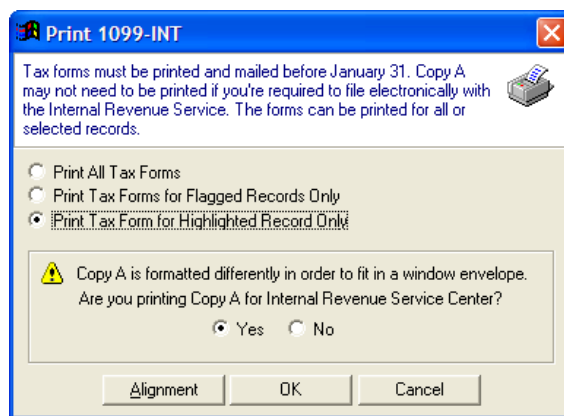 Print 1099-INT
Tax forms must be printed and mailed before January 31. Copy A
may not need to be printed if you're required to file electronically with
the Internal Revenue Service. The forms can be printed for all or
selected records.
Print All Tax Forms
Print Tax Forms for Flagged Records Only
Print Tax Form for Highlighted Record Only
Copy A is formatted differently in order to fit in a window envelope.
Are you printing Copy A for Internal Revenue Service Center?
Yes No
Alignment OK Cancel